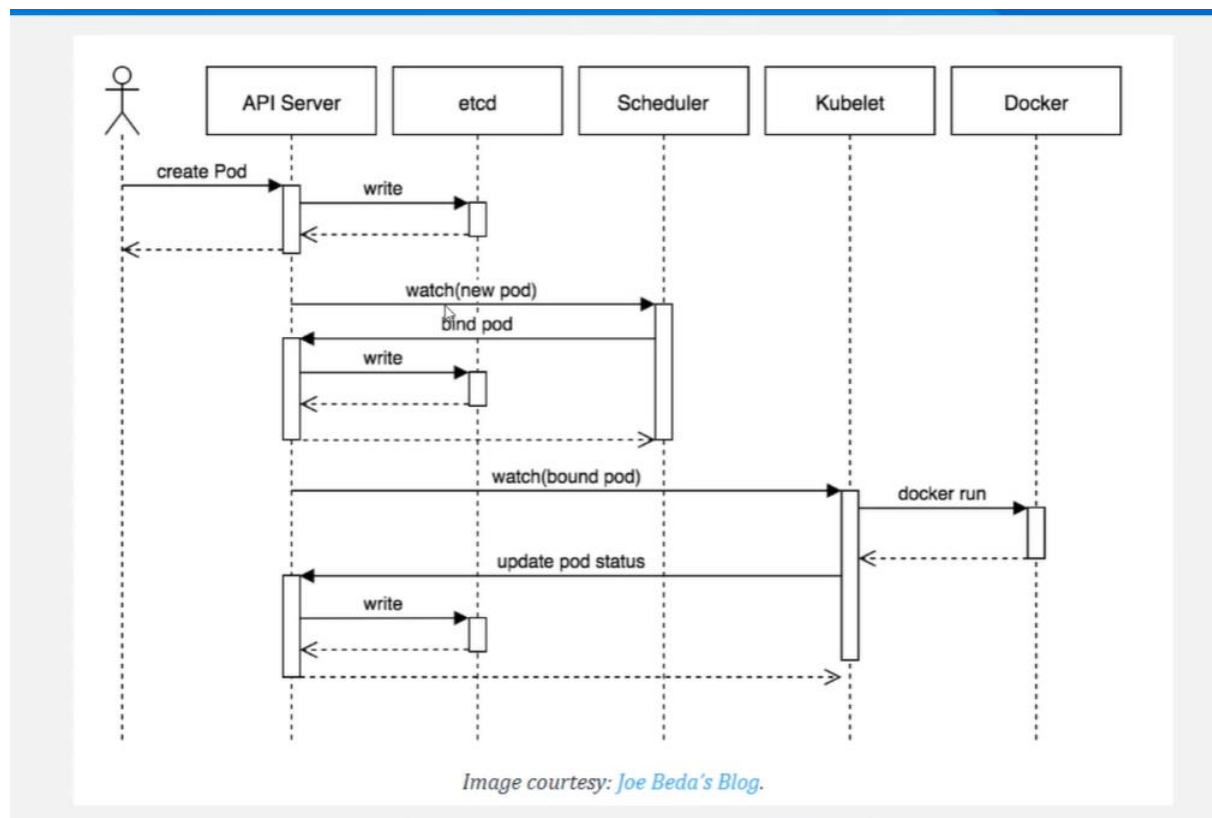 API Server
etcd
Scheduler
Kubelet
Docker
create Pod
write
watch(new pod)
bind pod
write
watch(bound pod)
docker run
update pod status
write
Image courtesy: Joe Beda's Blog.